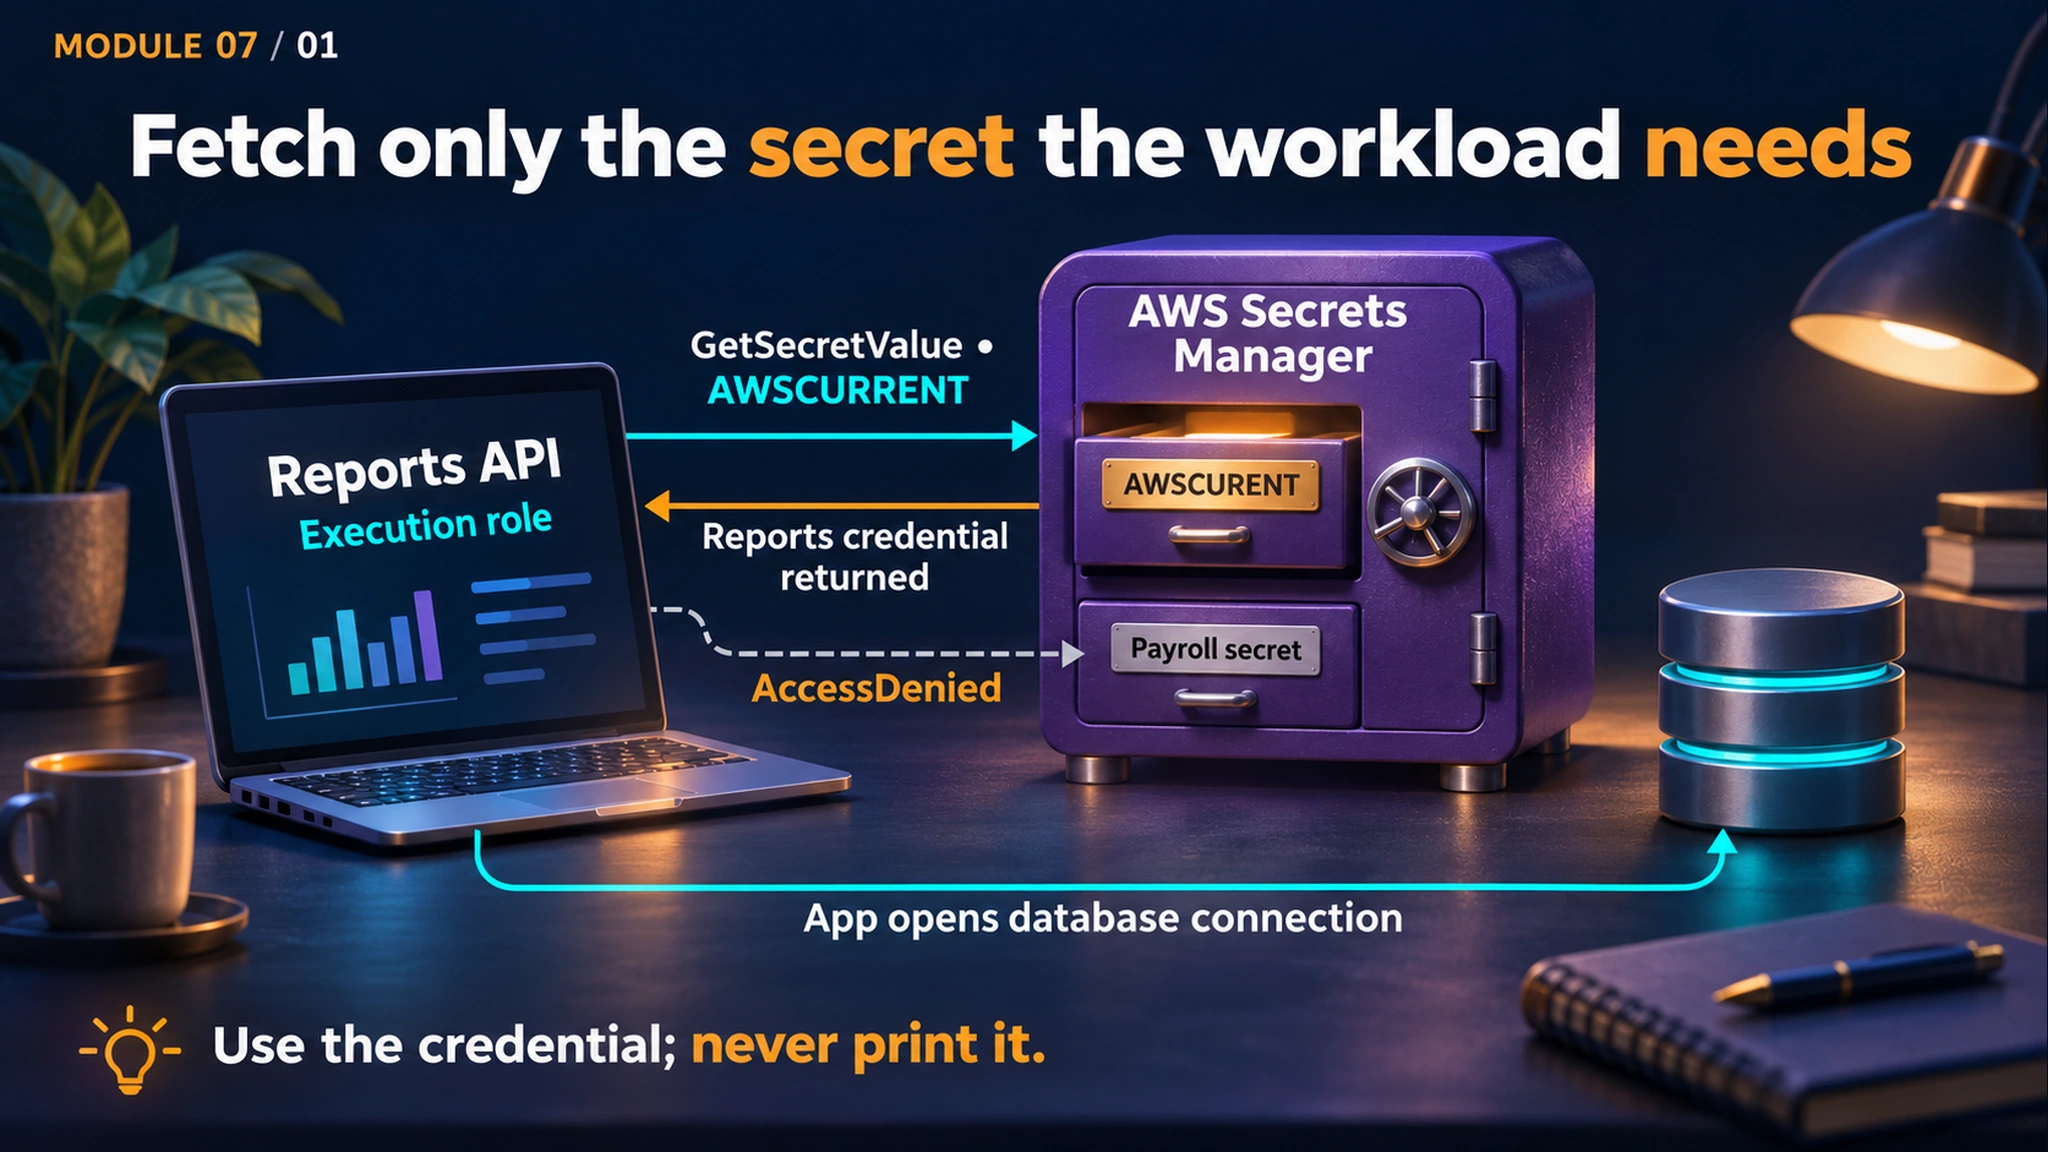 MODULE 07 / 01
Fetch only the secret the workload needs
GetSecretValue •
AWSCURRENT
AWS Secrets
Manager
Reports API
Execution role
AWSCURENT
Reports credential
returned
Payroll secret
AccessDenied
App opens database connection
Use the credential; never print it.